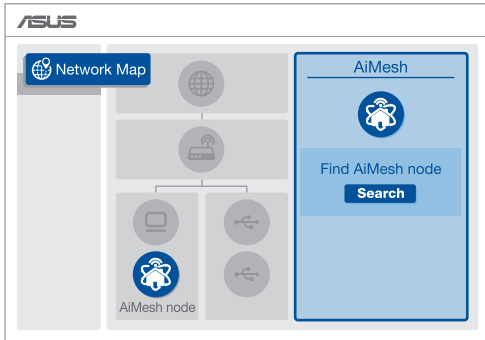 ASUS
Network Map
AiMesh
Find AiMesh node
Search
AiMesh node